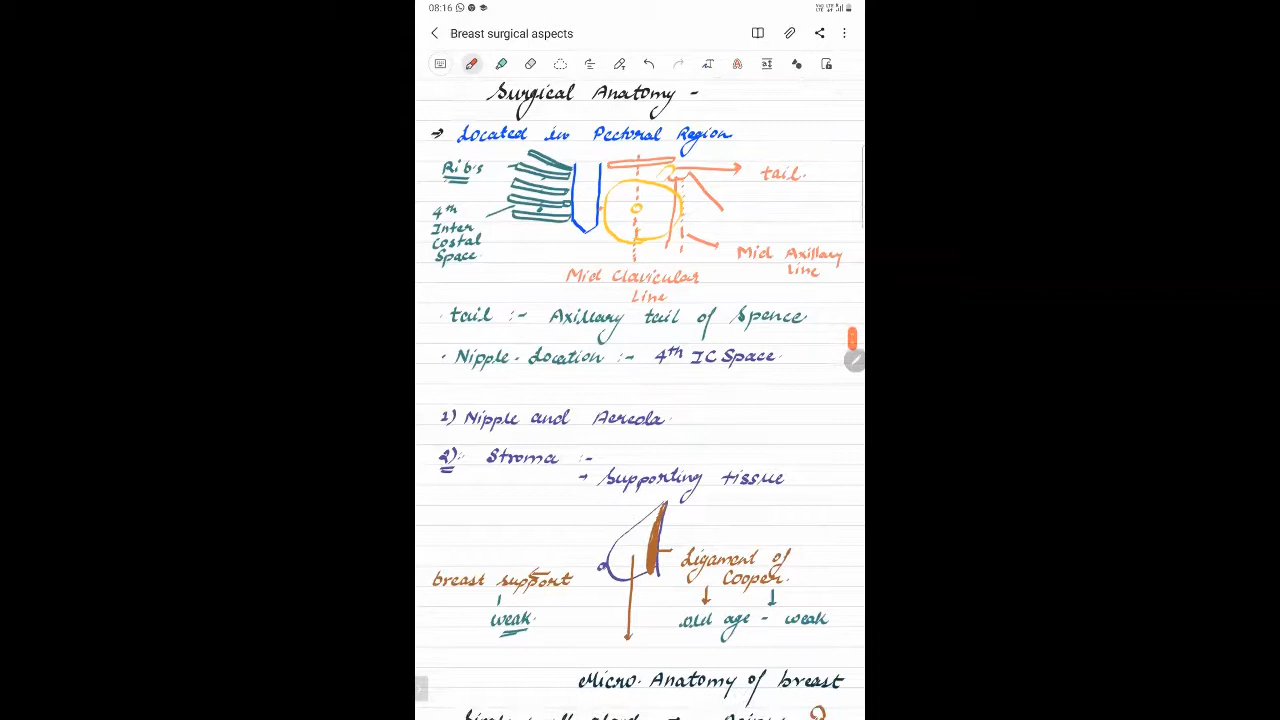 08:16
Breast surgical aspects
Surgical Anatomy -
→ Located in Pectoral Region
Ribs
tail.
4th
Inter
Costal
Space
Mid Axillary
Line
Mid Clavicular
Line
· tail :- Axillary tail of Spence
· Nipple Location :- 4th IC Space
1) Nipple and Aereola
2): Stroma :-
→ Supporting tissue
Ligament of
Cooper.
breast support
weak
old age - weak
Micro. Anatomy of breast